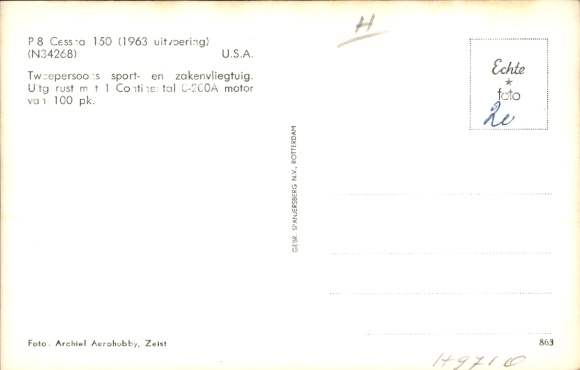 P 8 Cessna 150 (1963 uitvoering)
(N34268) U.S.A.
Tweepersoons sport- en zakenvliegtuig.
Uitgerust met 1 Continental 0-200A motor
van 100 pk.
H
Echte
foto
GEBR. SPANJERSBERG N.V., ROTTERDAM
Foto: Archief Aerohobby, Zeist
863